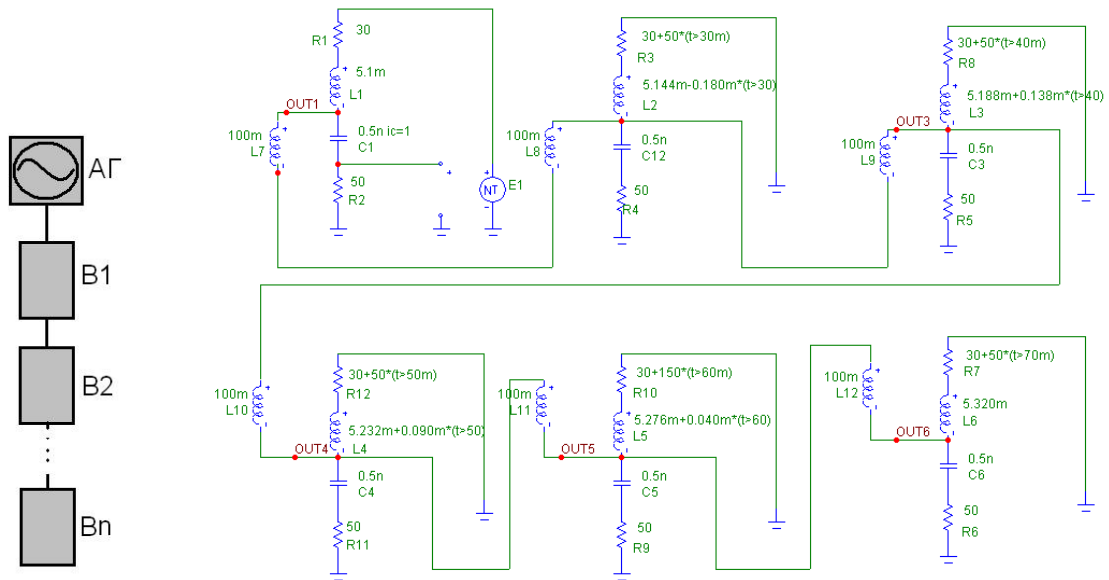 АГ
В1
В2
Вn
30
R1
5.1m
L1
OUT1
100m
L7
0.5n ic=1
C1
50
R2
NT
E1
30+50*(t>30m)
R3
5.144m-0.180m*(t>30)
L2
100m
L8
0.5n
C12
50
R4
30+50*(t>40m)
R8
5.188m+0.138m*(t>40)
L3
OUT3
100m
L9
0.5n
C3
50
R5
30+50*(t>50m)
R12
100m
L10
5.232m+0.090m*(t>50)
L4
OUT4
0.5n
C4
50
R11
30+150*(t>60m)
R10
100m
L11
5.276m+0.040m*(t>60)
L5
OUT5
0.5n
C5
50
R9
30+50*(t>70m)
R7
100m
L12
5.320m
L6
OUT6
0.5n
C6
50
R6